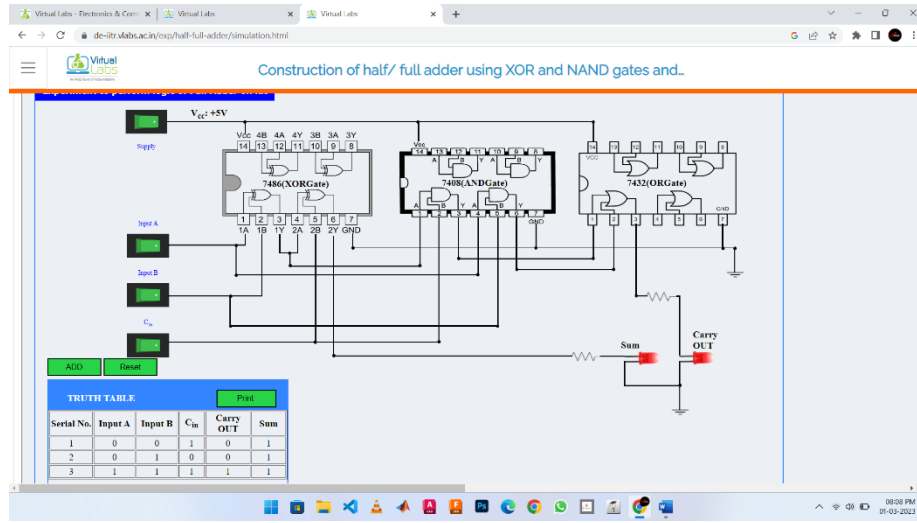 Virtual Labs - Electronics & Com
Virtual Labs
Virtual Labs
de-iitr.vlabs.ac.in/exp/half-full-adder/simulation.html
Virtual
Labs
Construction of half/ full adder using XOR and NAND gates and…
Supply
Vcc: +5V
Vcc 4B 4A 4Y 3B 3A 3Y
14 13 12 11 10 9 8
7486(XORGate)
1 2 3 4 5 6 7
1A 1B 1Y 2A 2B 2Y GND
Vcc
14 13 12 11 10 9 8
A B Y A B Y
7408(ANDGate)
A B Y A B Y
1 2 3 4 5 6 7
GND
14 13 12 11 10 9 8
VCC
7432(ORGate)
GND
1 2 3 4 5 6 7
Input A
Input B
Cin
Sum
Carry
OUT
ADD Reset
TRUTH TABLE Print
Serial No. Input A Input B Cin Carry OUT Sum
1 0 0 1 0 1
2 0 1 0 0 1
3 1 1 1 1 1
08:08 PM
01-03-2023